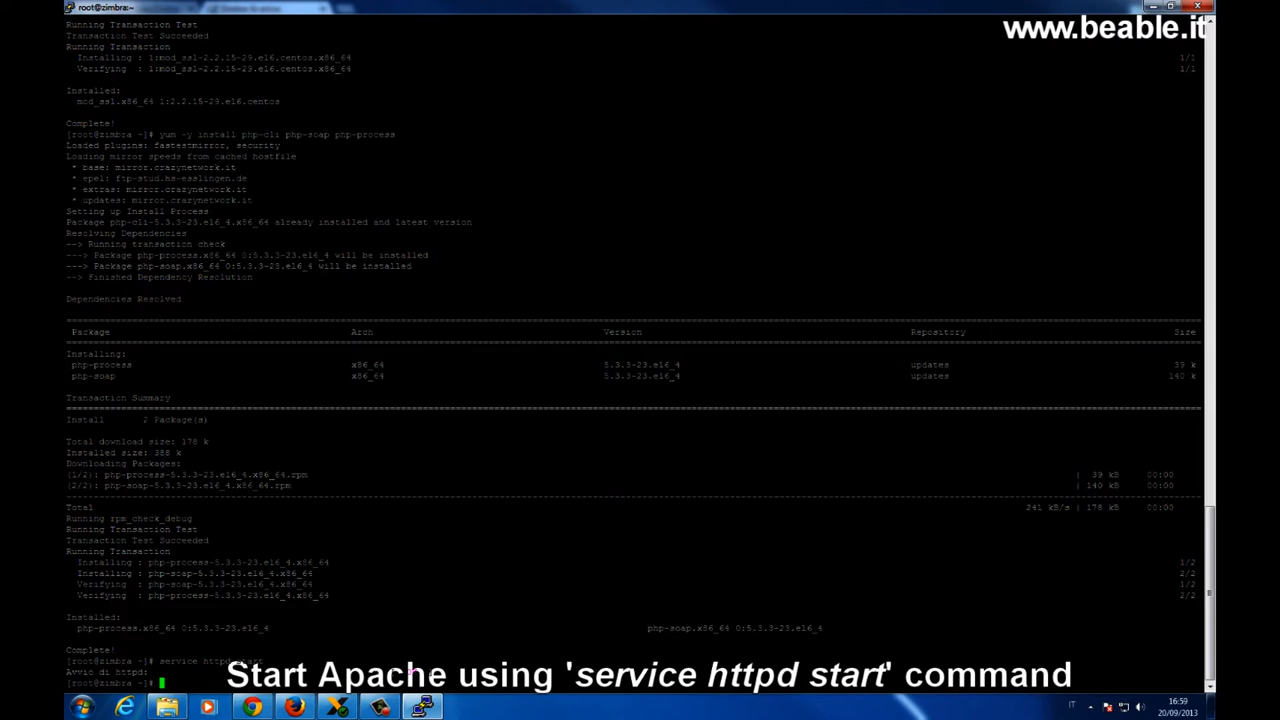 root@zimbra:~
www.beable.it
Running Transaction Test
Transaction Test Succeeded
Running Transaction
Installing : 1:mod_ssl-2.2.15-29.el6.centos.x86_64 1/1
Verifying : 1:mod_ssl-2.2.15-29.el6.centos.x86_64 1/1
Installed:
mod_ssl.x86_64 1:2.2.15-29.el6.centos
Complete!
[root@zimbra ~]# yum -y install php-cli php-soap php-process
Loaded plugins: fastestmirror, security
Loading mirror speeds from cached hostfile
* base: mirror.crazynetwork.it
* epel: ftp-stud.hs-esslingen.de
* extras: mirror.crazynetwork.it
* updates: mirror.crazynetwork.it
Setting up Install Process
Package php-cli-5.3.3-23.el6_4.x86_64 already installed and latest version
Resolving Dependencies
--> Running transaction check
---> Package php-process.x86_64 0:5.3.3-23.el6_4 will be installed
---> Package php-soap.x86_64 0:5.3.3-23.el6_4 will be installed
--> Finished Dependency Resolution
Dependencies Resolved
Package Arch Version Repository Size
Installing:
php-process x86_64 5.3.3-23.el6_4 updates 39 k
php-soap x86_64 5.3.3-23.el6_4 updates 140 k
Transaction Summary
Install 2 Package(s)
Total download size: 178 k
Installed size: 388 k
Downloading Packages:
(1/2): php-process-5.3.3-23.el6_4.x86_64.rpm | 39 kB 00:00
(2/2): php-soap-5.3.3-23.el6_4.x86_64.rpm | 140 kB 00:00
Total 241 kB/s | 178 kB 00:00
Running rpm_check_debug
Running Transaction Test
Transaction Test Succeeded
Running Transaction
Installing : php-process-5.3.3-23.el6_4.x86_64 1/2
Installing : php-soap-5.3.3-23.el6_4.x86_64 2/2
Verifying : php-soap-5.3.3-23.el6_4.x86_64 1/2
Verifying : php-process-5.3.3-23.el6_4.x86_64 2/2
Installed:
php-process.x86_64 0:5.3.3-23.el6_4 php-soap.x86_64 0:5.3.3-23.el6_4
Complete!
[root@zimbra ~]# service httpd start
Avvio di httpd:
[root@zimbra ~]#
Start Apache using 'service httpd start' command
IT
16:59
20/09/2013